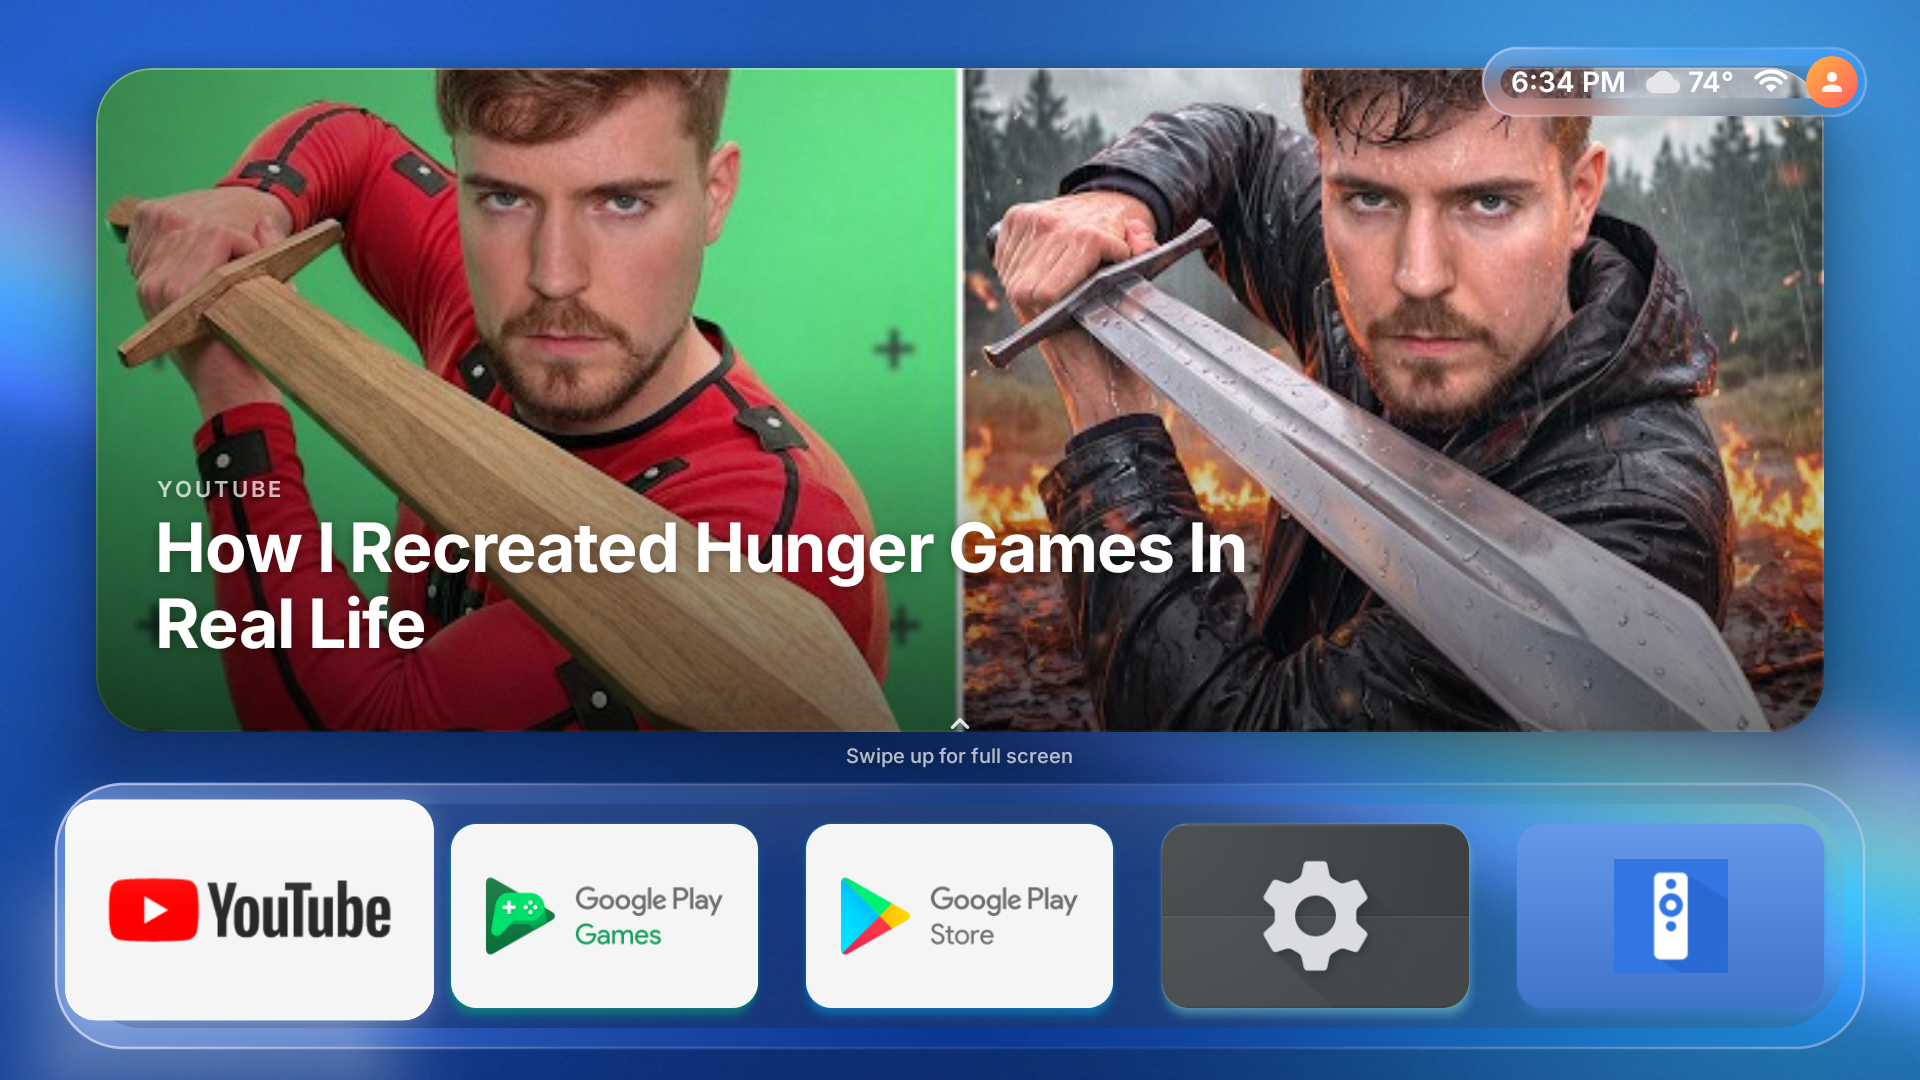 6:34 PM 74°
YOUTUBE
How I Recreated Hunger Games In
Real Life
Swipe up for full screen
YouTube
Google Play
Games
Google Play
Store